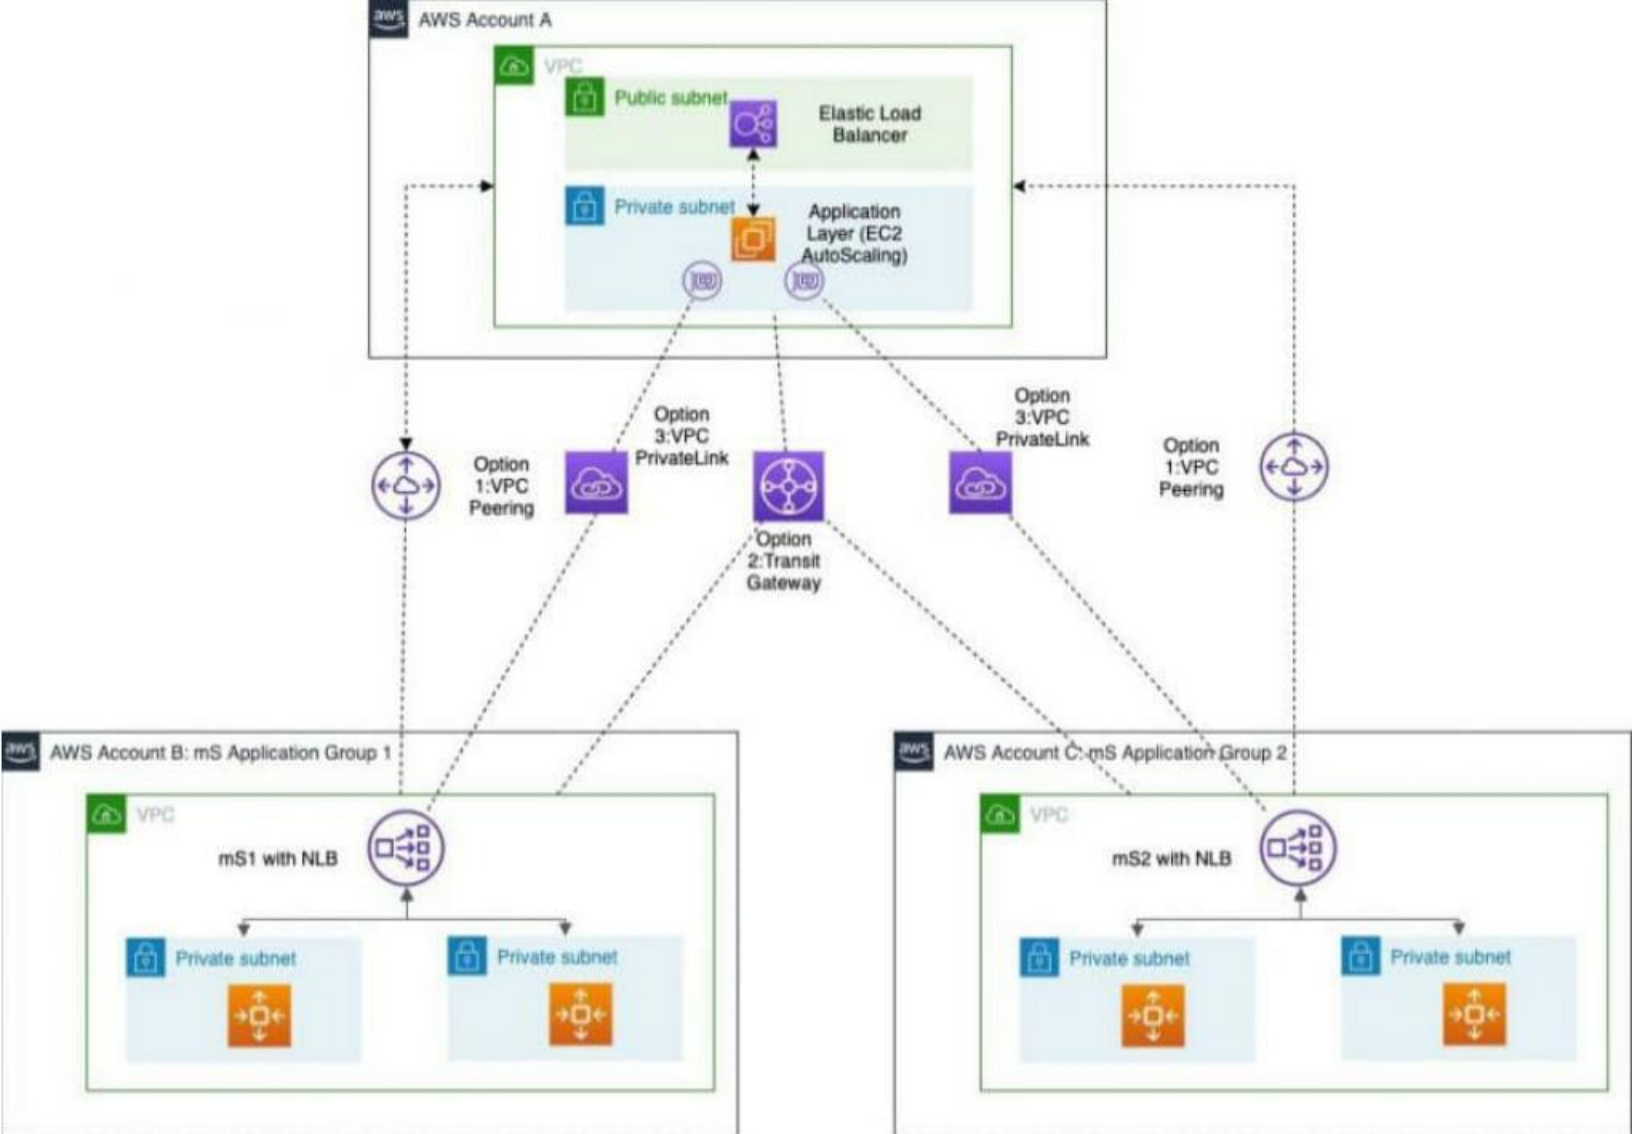 aws
AWS Account A
VPC
Public subnet
Elastic Load
Balancer
Private subnet
Application
Layer (EC2
AutoScaling)
Option
3:VPC
PrivateLink
Option
3:VPC
PrivateLink
Option
1:VPC
Peering
Option
1:VPC
Peering
Option
2:Transit
Gateway
aws
AWS Account B: mS Application Group 1
VPC
mS1 with NLB
Private subnet
Private subnet
aws
AWS Account C: mS Application Group 2
VPC
mS2 with NLB
Private subnet
Private subnet